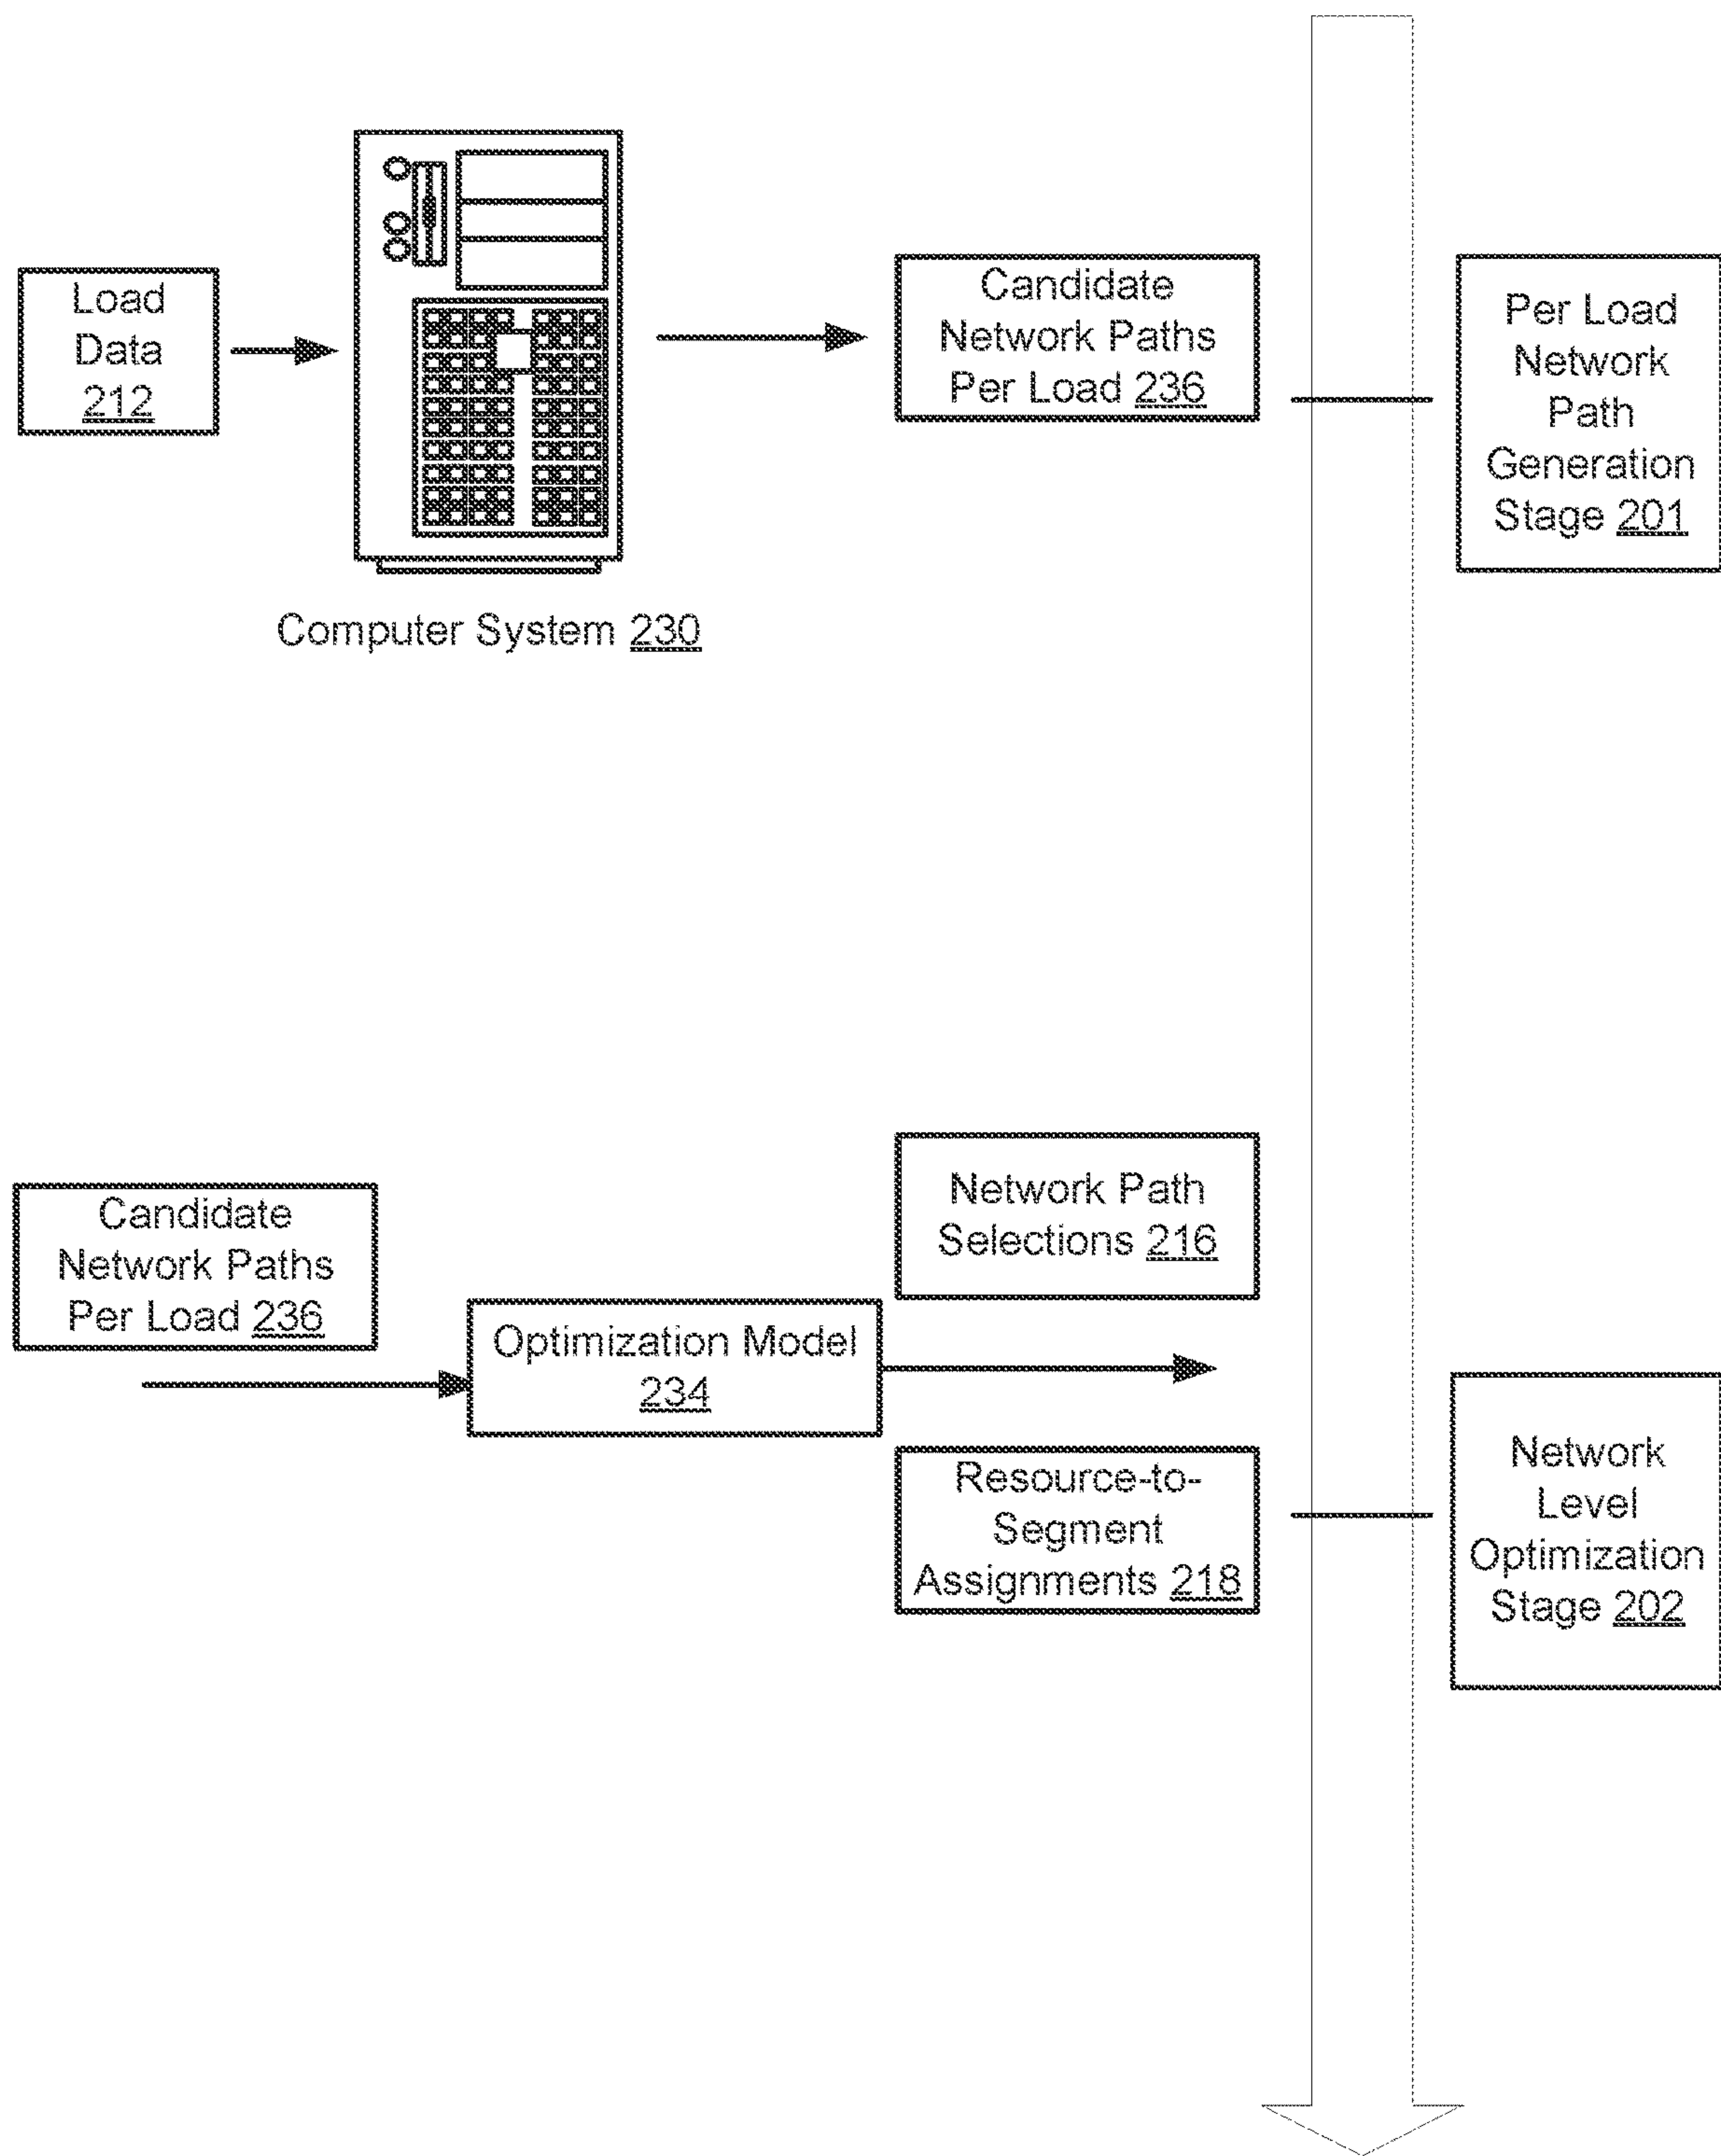 Load
Data
212
Computer System 230
Candidate
Network Paths
Per Load 236
Per Load
Network
Path
Generation
Stage 201
Candidate
Network Paths
Per Load 236
Optimization Model
234
Network Path
Selections 216
Resource-to-
Segment
Assignments 218
Network
Level
Optimization
Stage 202